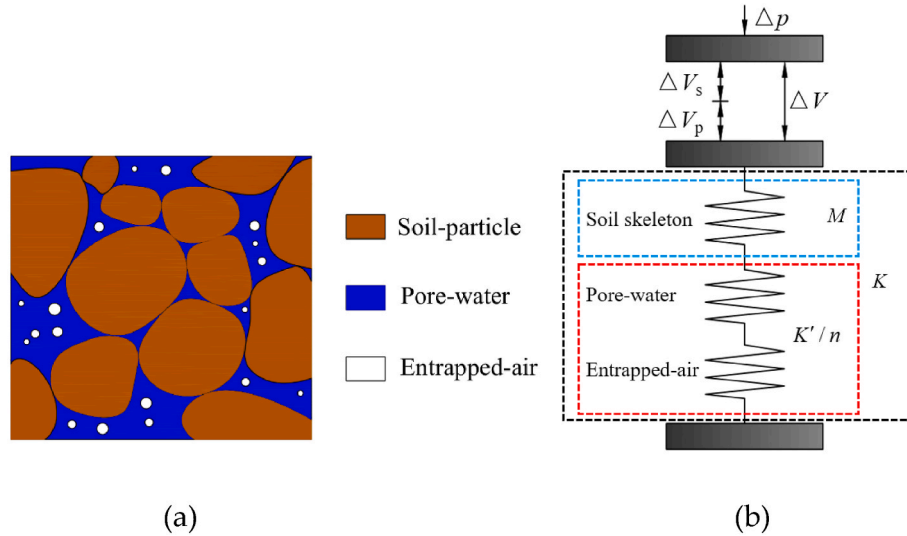 Soil-particle
Pore-water
Entrapped-air
(a)
△p
△Vs
△V
△Vp
Soil skeleton
M
K
Pore-water
K′/n
Entrapped-air
(b)